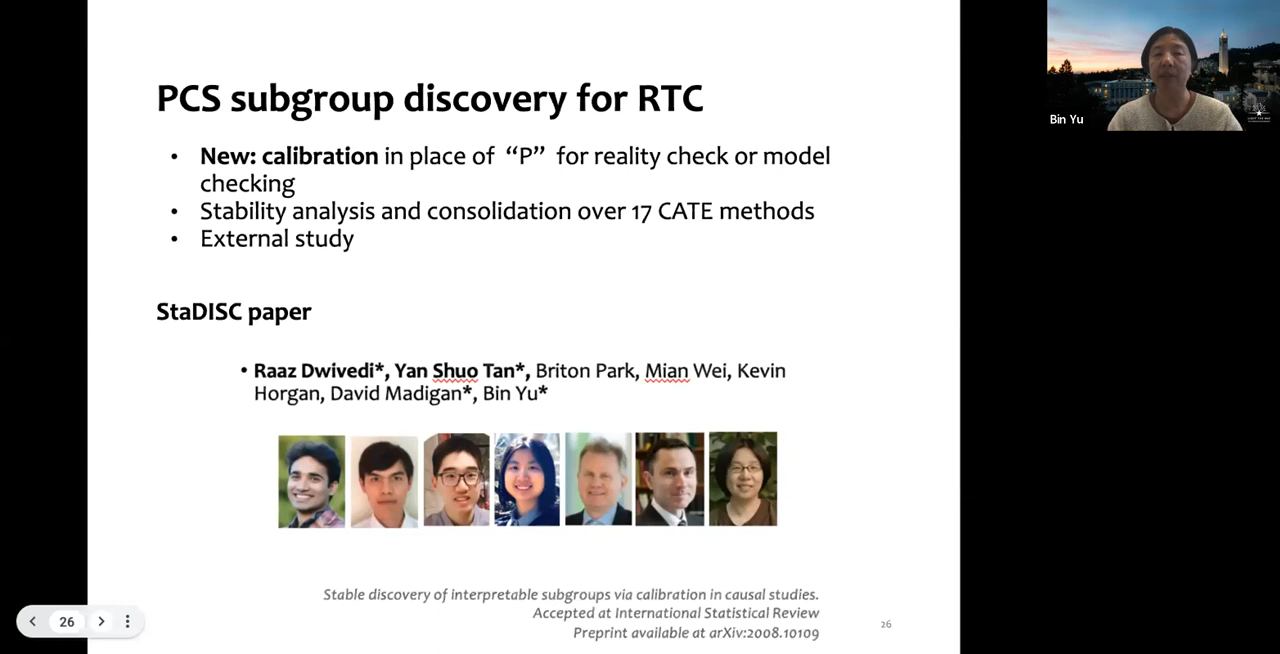 PCS subgroup discovery for RTC
• New: calibration in place of “P” for reality check or model
checking
• Stability analysis and consolidation over 17 CATE methods
• External study
StaDISC paper
• Raaz Dwivedi*, Yan Shuo Tan*, Briton Park, Mian Wei, Kevin
Horgan, David Madigan*, Bin Yu*
Stable discovery of interpretable subgroups via calibration in causal studies.
Accepted at International Statistical Review
Preprint available at arXiv:2008.10109
26
26
Bin Yu